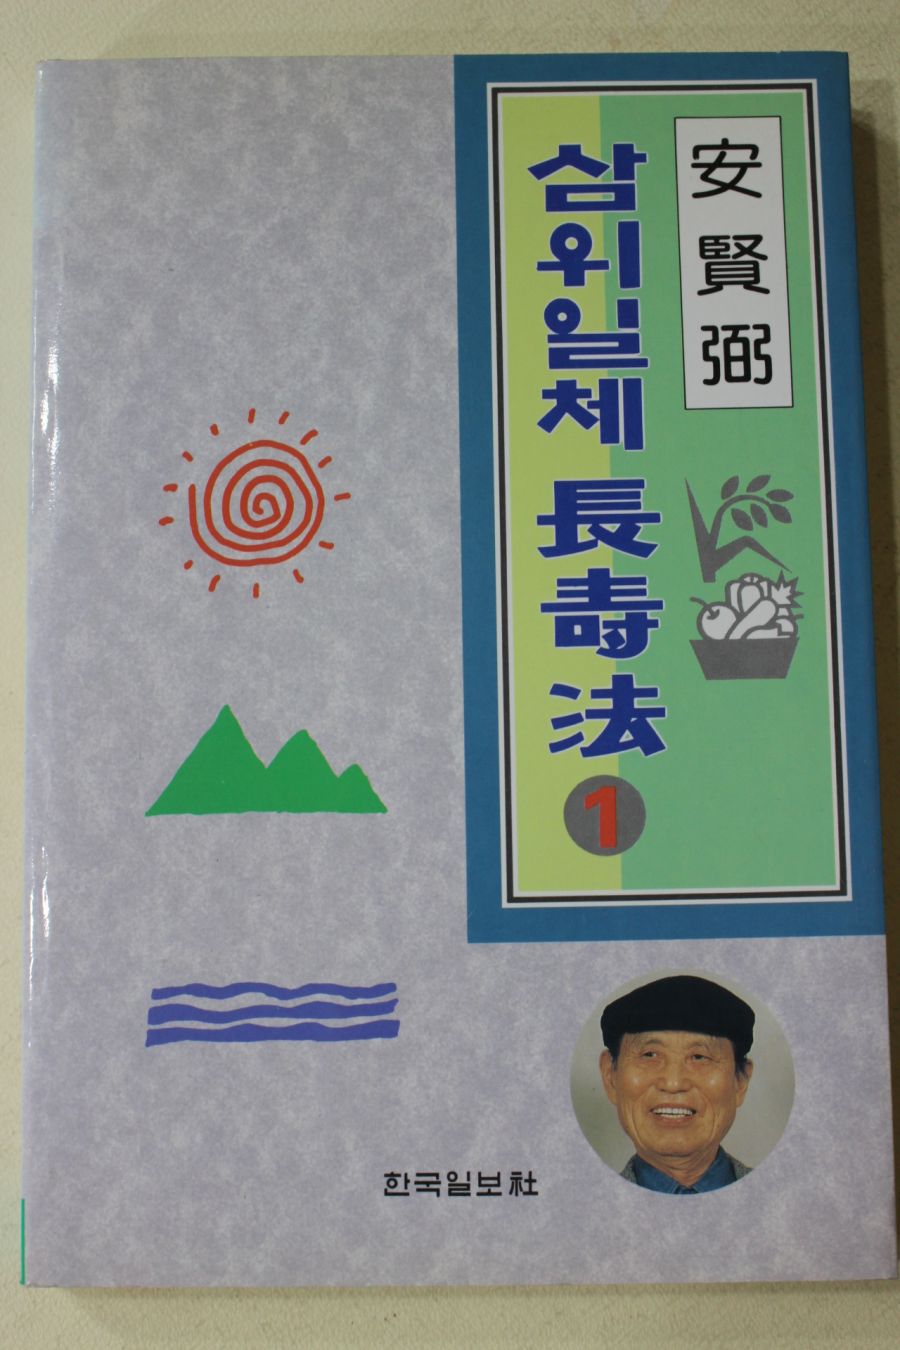 安賢弼
삼위일체 長壽法
1
한국일보社